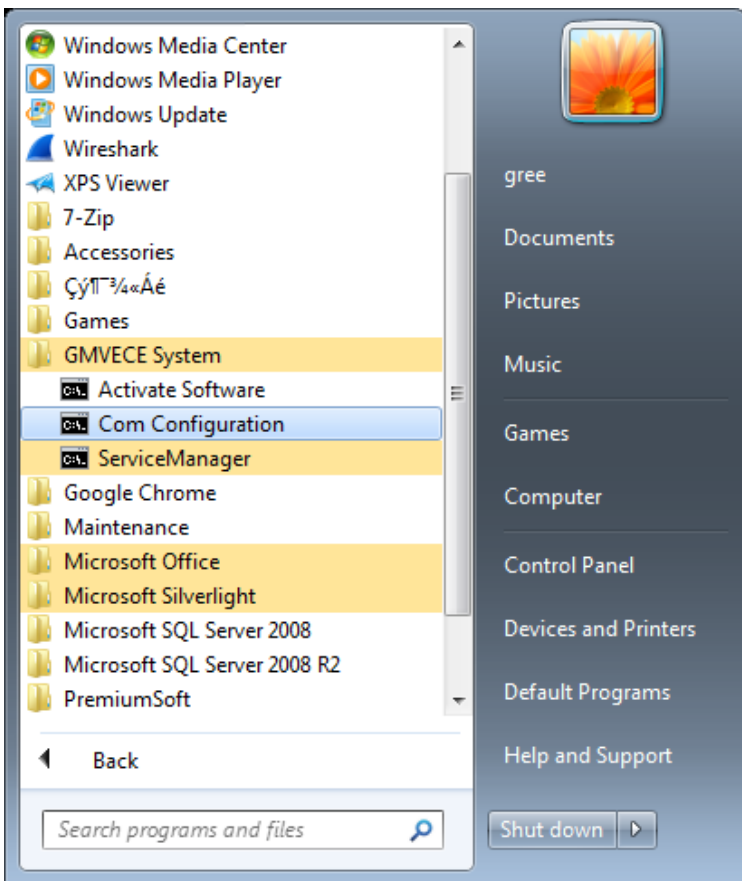 Windows Media Center
Windows Media Player
Windows Update
Wireshark
XPS Viewer
7-Zip
Accessories
Çý¶¯¾«Áé
Games
GMVECE System
Activate Software
Com Configuration
ServiceManager
Google Chrome
Maintenance
Microsoft Office
Microsoft Silverlight
Microsoft SQL Server 2008
Microsoft SQL Server 2008 R2
PremiumSoft
Back
Search programs and files
gree
Documents
Pictures
Music
Games
Computer
Control Panel
Devices and Printers
Default Programs
Help and Support
Shut down